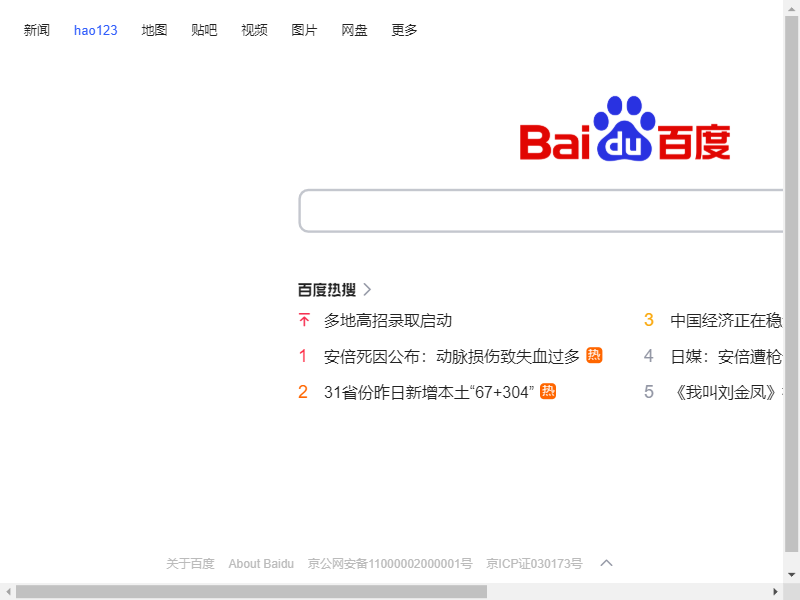 新闻 hao123 地图 贴吧 视频 图片 网盘 更多
Bai du 百度
百度热搜
多地高招录取启动
1 安倍死因公布：动脉损伤致失血过多 热
2 31省份昨日新增本土“67+304” 热
3 中国经济正在稳
4 日媒：安倍遭枪
5 《我叫刘金凤》
关于百度 About Baidu 京公网安备11000002000001号 京ICP证030173号